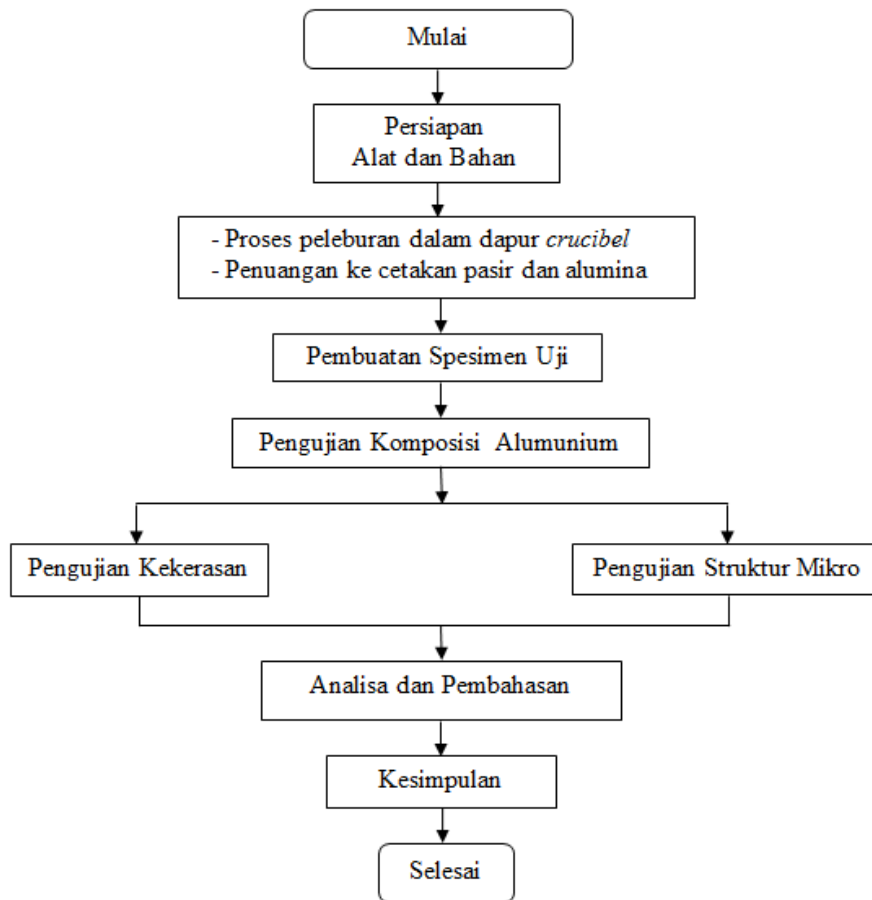 Mulai
Persiapan
Alat dan Bahan
- Proses peleburan dalam dapur crucibel
- Penuangan ke cetakan pasir dan alumina
Pembuatan Spesimen Uji
Pengujian Komposisi Alumunium
Pengujian Kekerasan
Pengujian Struktur Mikro
Analisa dan Pembahasan
Kesimpulan
Selesai